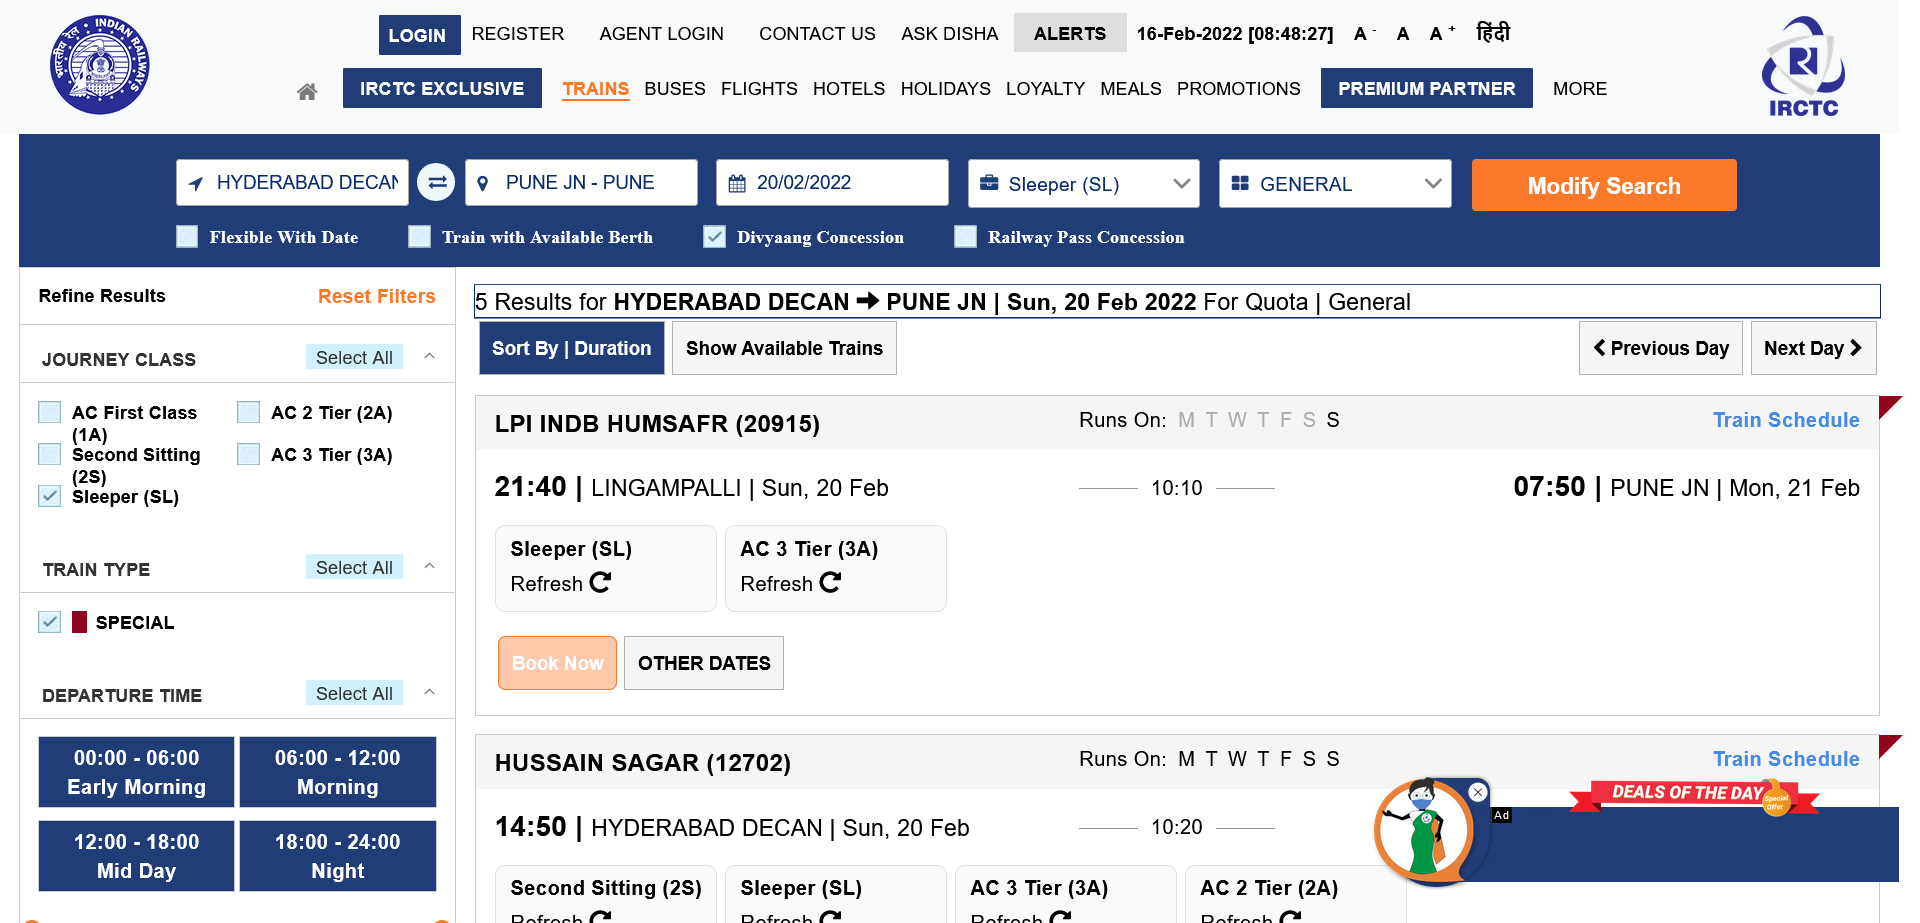 भारतीय रेल INDIAN RAILWAYS
LOGIN REGISTER AGENT LOGIN CONTACT US ASK DISHA ALERTS 16-Feb-2022 [08:48:27] A - A A + हिंदी
IRCTC EXCLUSIVE TRAINS BUSES FLIGHTS HOTELS HOLIDAYS LOYALTY MEALS PROMOTIONS PREMIUM PARTNER MORE
IRCTC
HYDERABAD DECAN PUNE JN - PUNE 20/02/2022 Sleeper (SL) GENERAL Modify Search
Flexible With Date Train with Available Berth Divyaang Concession Railway Pass Concession
Refine Results Reset Filters
JOURNEY CLASS Select All
AC First Class (1A) AC 2 Tier (2A)
Second Sitting (2S) AC 3 Tier (3A)
Sleeper (SL)
TRAIN TYPE Select All
SPECIAL
DEPARTURE TIME Select All
00:00 - 06:00 06:00 - 12:00
Early Morning Morning
12:00 - 18:00 18:00 - 24:00
Mid Day Night
5 Results for HYDERABAD DECAN ➔ PUNE JN | Sun, 20 Feb 2022 For Quota | General
Sort By | Duration Show Available Trains Previous Day Next Day
LPI INDB HUMSAFR (20915) Runs On: M T W T F S S Train Schedule
21:40 | LINGAMPALLI | Sun, 20 Feb 10:10 07:50 | PUNE JN | Mon, 21 Feb
Sleeper (SL) AC 3 Tier (3A)
Refresh Refresh
Book Now OTHER DATES
HUSSAIN SAGAR (12702) Runs On: M T W T F S S Train Schedule
14:50 | HYDERABAD DECAN | Sun, 20 Feb 10:20
DEALS OF THE DAY Special Offer
Ad
Second Sitting (2S) Sleeper (SL) AC 3 Tier (3A) AC 2 Tier (2A)
Refresh Refresh Refresh Refresh